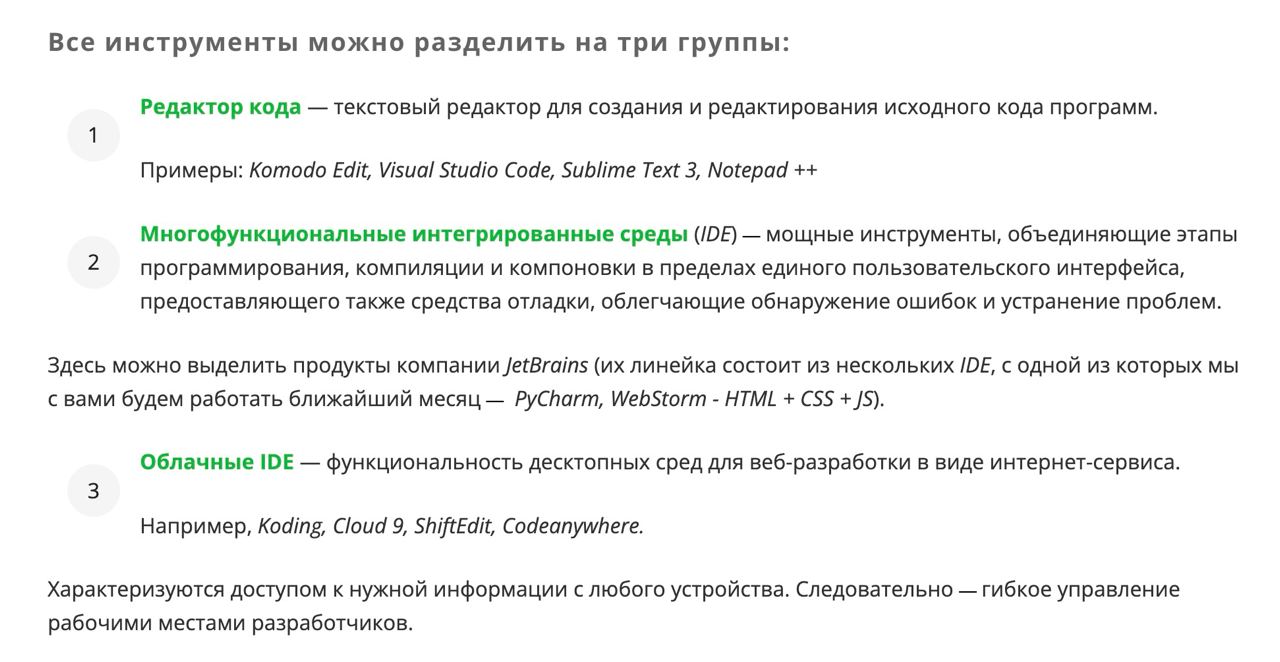 Все инструменты можно разделить на три группы:
Редактор кода — текстовый редактор для создания и редактирования исходного кода программ.
1
Примеры: Komodo Edit, Visual Studio Code, Sublime Text 3, Notepad ++
Многофункциональные интегрированные среды (IDE) — мощные инструменты, объединяющие этапы
2
программирования, компиляции и компоновки в пределах единого пользовательского интерфейса,
предоставляющего также средства отладки, облегчающие обнаружение ошибок и устранение проблем.
Здесь можно выделить продукты компании JetBrains (их линейка состоит из нескольких IDE, с одной из которых мы
с вами будем работать ближайший месяц — PyCharm, WebStorm - HTML + CSS + JS).
Облачные IDE — функциональность десктопных сред для веб-разработки в виде интернет-сервиса.
3
Например, Koding, Cloud 9, ShiftEdit, Codeanywhere.
Характеризуются доступом к нужной информации с любого устройства. Следовательно — гибкое управление
рабочими местами разработчиков.